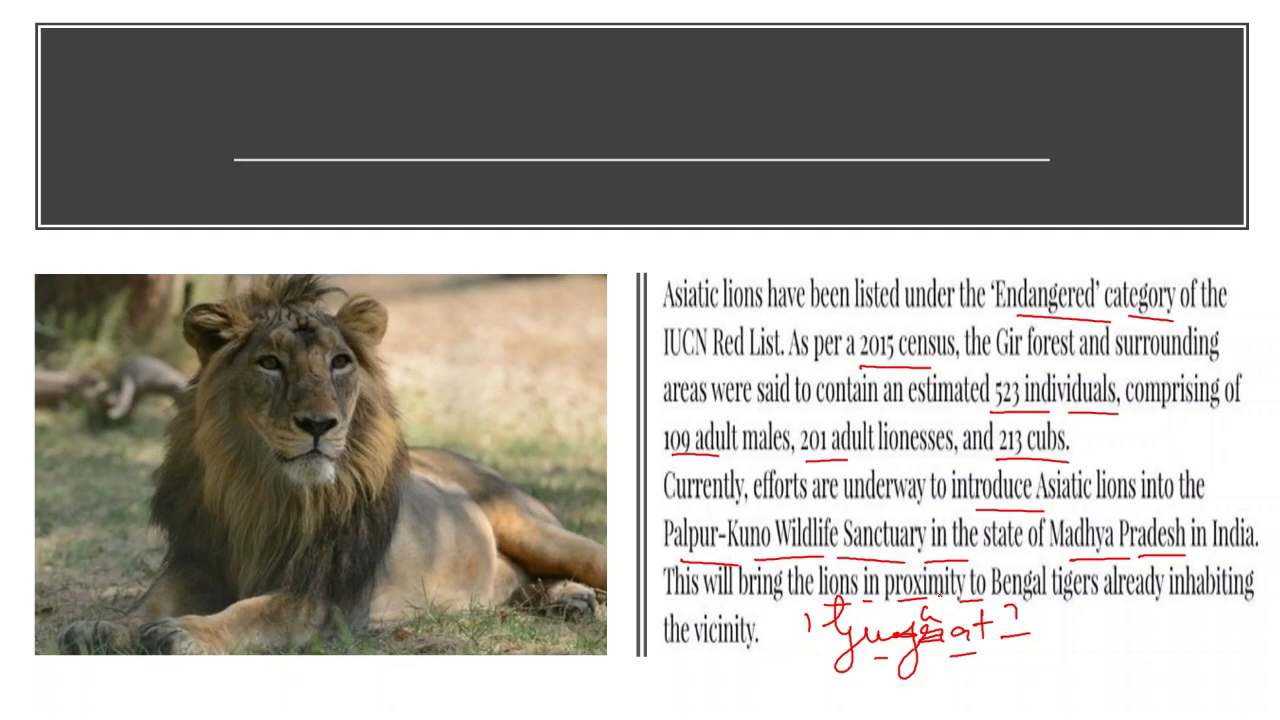 Asiatic lions have been listed under the ‘Endangered’ category of the
IUCN Red List. As per a 2015 census, the Gir forest and surrounding
areas were said to contain an estimated 523 individuals, comprising of
109 adult males, 201 adult lionesses, and 213 cubs.
Currently, efforts are underway to introduce Asiatic lions into the
Palpur-Kuno Wildlife Sanctuary in the state of Madhya Pradesh in India.
This will bring the lions in proximity to Bengal tigers already inhabiting
the vicinity.